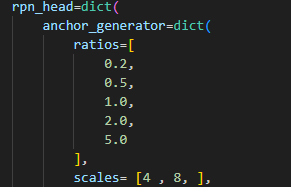 rpn_head=dict(
    anchor_generator=dict(
        ratios=[
            0.2,
            0.5,
            1.0,
            2.0,
            5.0
        ],
        scales= [4 , 8, ],